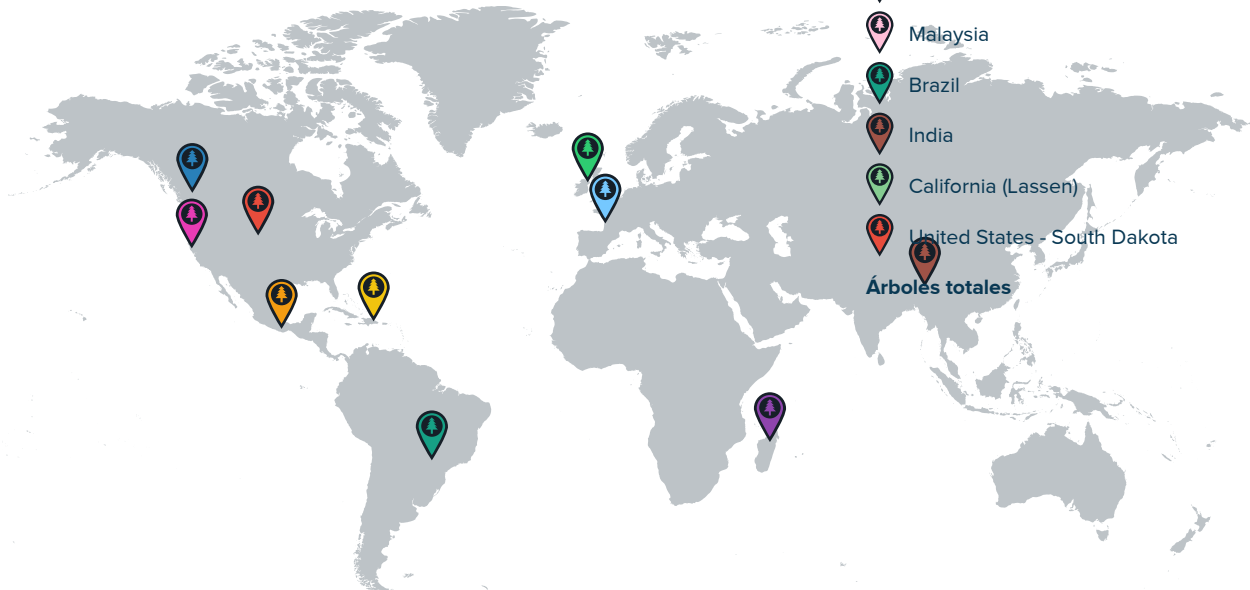 Malaysia
Brazil
India
California (Lassen)
United States - South Dakota
Árboles totales